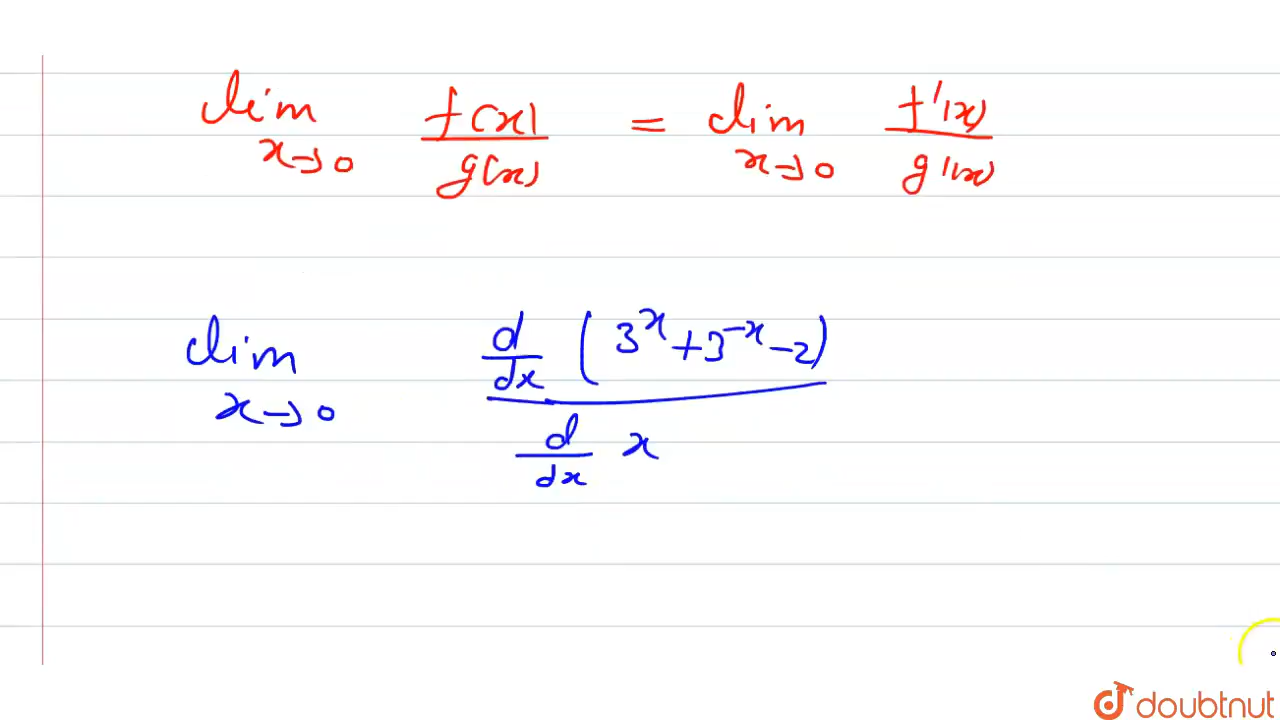 lim x→0 f(x)/g(x) = lim x→0 f'(x)/g'(x)
lim x→0 d/dx (3^x+3^-x-2) / d/dx x
doubtnut